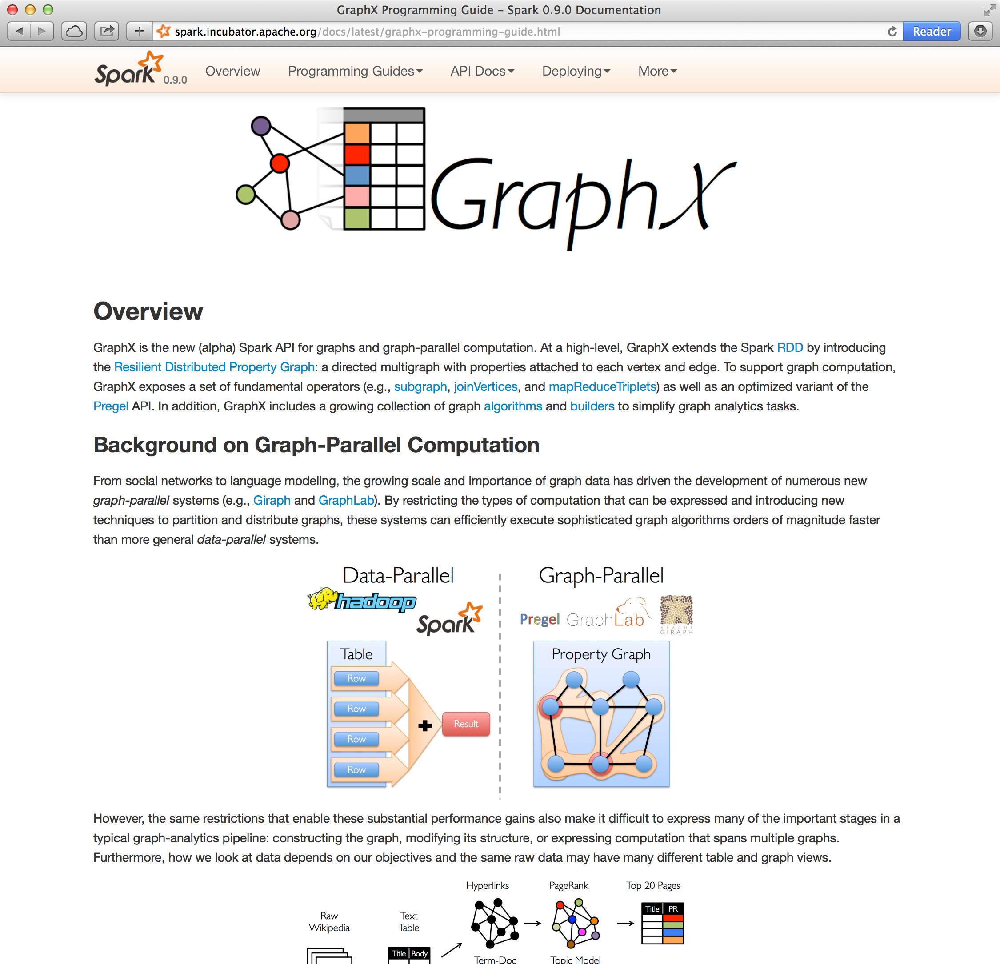 GraphX Programming Guide – Spark 0.9.0 Documentation
spark.incubator.apache.org/docs/latest/graphx-programming-guide.html
Reader
Spark 0.9.0 Overview Programming Guides API Docs Deploying More
GraphX
Overview
GraphX is the new (alpha) Spark API for graphs and graph-parallel computation. At a high-level, GraphX extends the Spark RDD by introducing
the Resilient Distributed Property Graph: a directed multigraph with properties attached to each vertex and edge. To support graph computation,
GraphX exposes a set of fundamental operators (e.g., subgraph, joinVertices, and mapReduceTriplets) as well as an optimized variant of the
Pregel API. In addition, GraphX includes a growing collection of graph algorithms and builders to simplify graph analytics tasks.
Background on Graph-Parallel Computation
From social networks to language modeling, the growing scale and importance of graph data has driven the development of numerous new
graph-parallel systems (e.g., Giraph and GraphLab). By restricting the types of computation that can be expressed and introducing new
techniques to partition and distribute graphs, these systems can efficiently execute sophisticated graph algorithms orders of magnitude faster
than more general data-parallel systems.
Data-Parallel
hadoop
Spark
Table
Row
Row
Row
Row
Result
Graph-Parallel
Pregel GraphLab
APACHE
GIRAPH
Property Graph
However, the same restrictions that enable these substantial performance gains also make it difficult to express many of the important stages in a
typical graph-analytics pipeline: constructing the graph, modifying its structure, or expressing computation that spans multiple graphs.
Furthermore, how we look at data depends on our objectives and the same raw data may have many different table and graph views.
Hyperlinks PageRank Top 20 Pages
Title PR
Raw
Wikipedia
Text
Table
Title Body
Term-Doc Topic Model